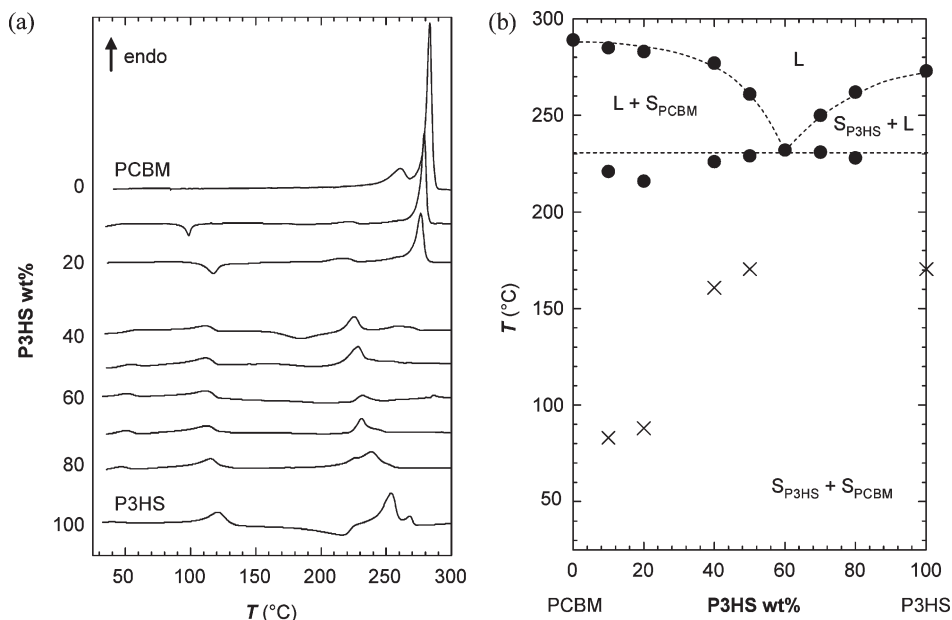 (a)
endo
PCBM
0
20
40
60
80
P3HS
100
P3HS wt%
50 100 150 200 250 300
T (°C)
(b)
300
250
200
150
100
50
T (°C)
L
L + SPCBM
SP3HS + L
SP3HS + SPCBM
0 20 40 60 80 100
PCBM P3HS wt% P3HS